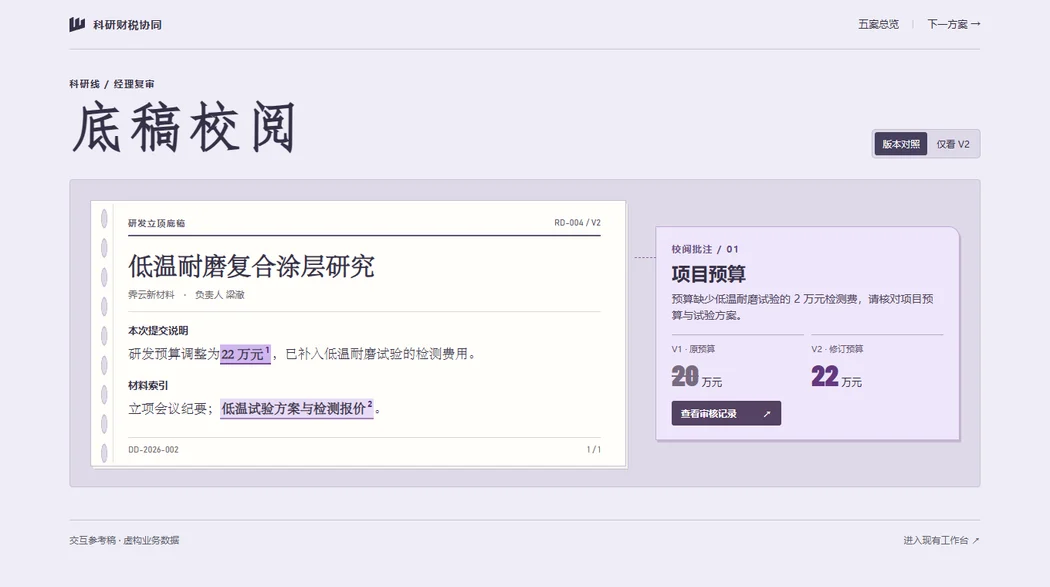 科研财税协同
五案总览
下一方案 →
科研线 / 经理复审
底稿校阅
版本对照
仅看 V2
研发立项底稿
RD-004 / V2
低温耐磨复合涂层研究
霁云新材料 · 负责人 梁澈
本次提交说明
研发预算调整为22 万元1，已补入低温耐磨试验的检测费用。
材料索引
立项会议纪要；低温试验方案与检测报价2。
DD-2026-002
1 / 1
校阅批注 / 01
项目预算
预算缺少低温耐磨试验的 2 万元检测费，请核对项目预
算与试验方案。
V1 · 原预算
V2 · 修订预算
20 万元
22 万元
查看审核记录 ↗
交互参考稿 · 虚构业务数据
进入现有工作台 ↗